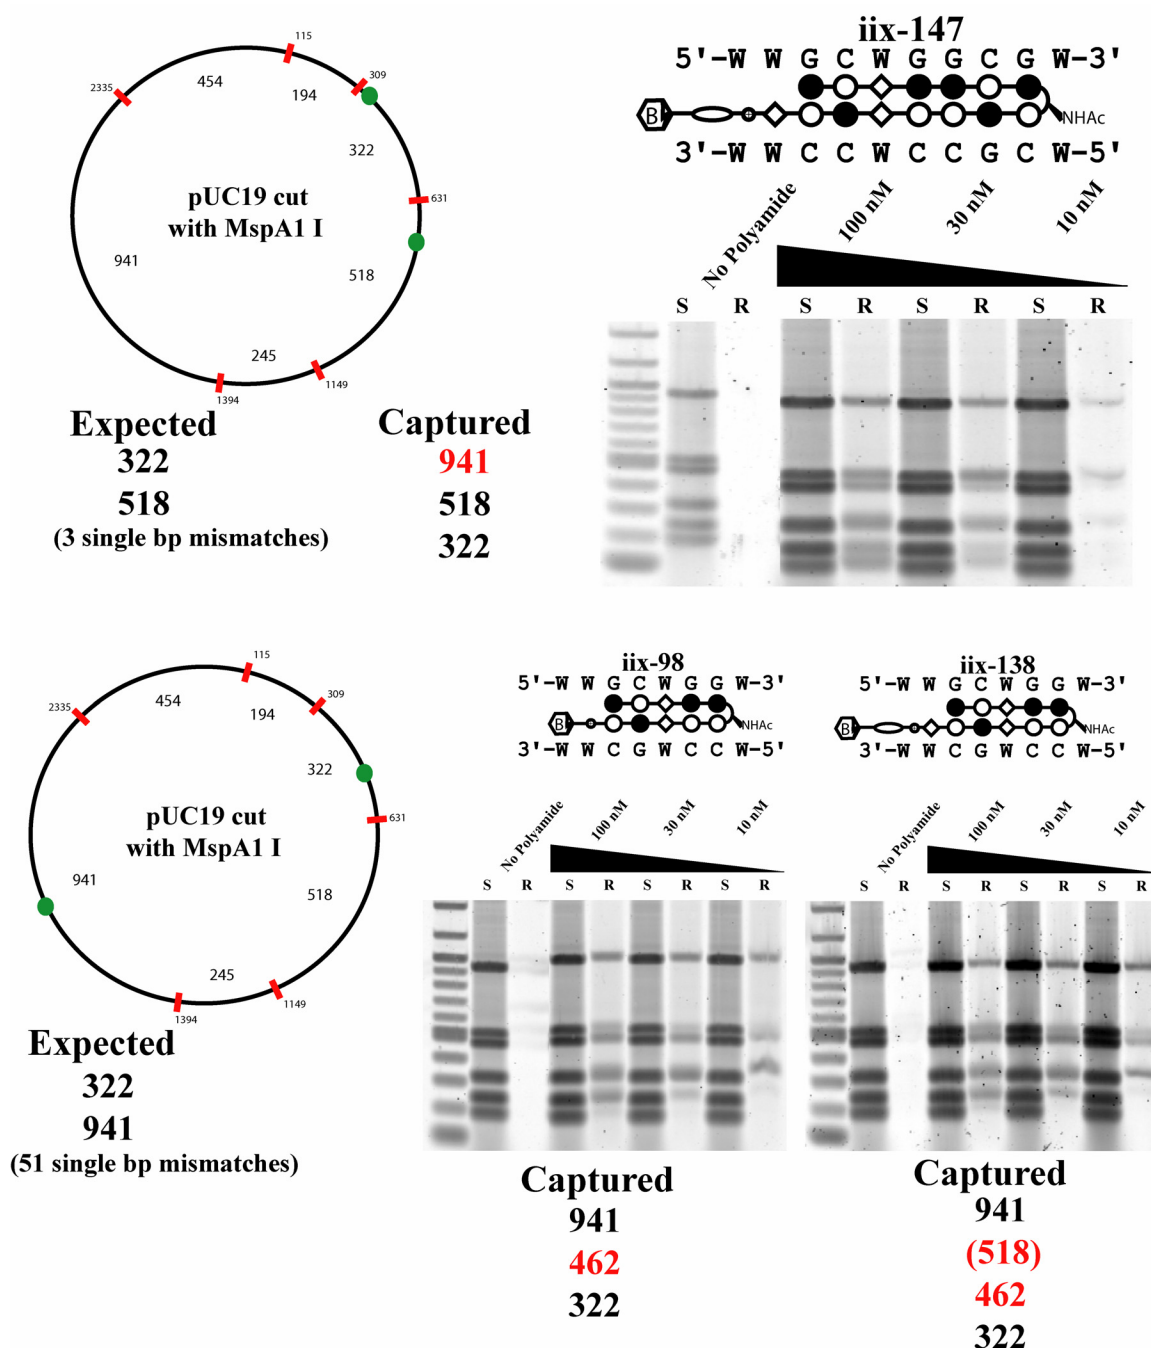 115
309
2335
454
194
322
pUC19 cut
with MspA1 I
631
941
518
245
1149
1394
Expected
322
518
(3 single bp mismatches)
Captured
941
518
322
iix-147
5'-W W G C W G G C G W-3'
B
NHAc
3'-W W C C W C C G C W-5'
No Polyamide
100 nM
30 nM
10 nM
S R S R S R S R
115
309
2335
454
194
322
pUC19 cut
with MspA1 I
631
941
518
245
1149
1394
Expected
322
941
(51 single bp mismatches)
iix-98
5'-W W G C W G G W-3'
B
NHAc
3'-W W C G W C C W-5'
No Polyamide
100 nM
30 nM
10 nM
S R S R S R S R
Captured
941
462
322
iix-138
5'-W W G C W G G W-3'
B
NHAc
3'-W W C G W C C W-5'
No Polyamide
100 nM
30 nM
10 nM
S R S R S R S R
Captured
941
(518)
462
322